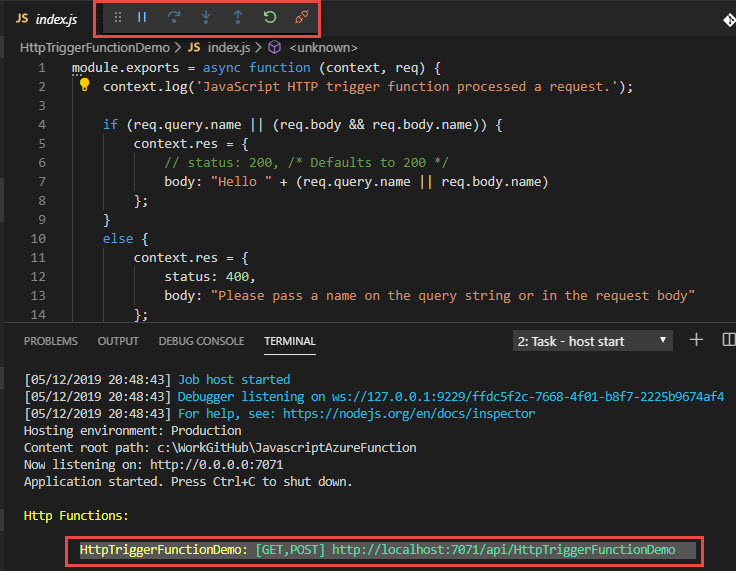 JS index.js
HttpTriggerFunctionDemo > JS index.js > <unknown>
1 module.exports = async function (context, req) {
2 context.log('JavaScript HTTP trigger function processed a request.');
3
4 if (req.query.name || (req.body && req.body.name)) {
5 context.res = {
6 // status: 200, /* Defaults to 200 */
7 body: "Hello " + (req.query.name || req.body.name)
8 };
9 }
10 else {
11 context.res = {
12 status: 400,
13 body: "Please pass a name on the query string or in the request body"
14 };
PROBLEMS OUTPUT DEBUG CONSOLE TERMINAL 2: Task - host start
[05/12/2019 20:48:43] Job host started
[05/12/2019 20:48:43] Debugger listening on ws://127.0.0.1:9229/ffdc5f2c-7668-4f01-b8f7-2225b9674af4
[05/12/2019 20:48:43] For help, see: https://nodejs.org/en/docs/inspector
Hosting environment: Production
Content root path: c:\WorkGitHub\JavascriptAzureFunction
Now listening on: http://0.0.0.0:7071
Application started. Press Ctrl+C to shut down.
Http Functions:
HttpTriggerFunctionDemo: [GET,POST] http://localhost:7071/api/HttpTriggerFunctionDemo